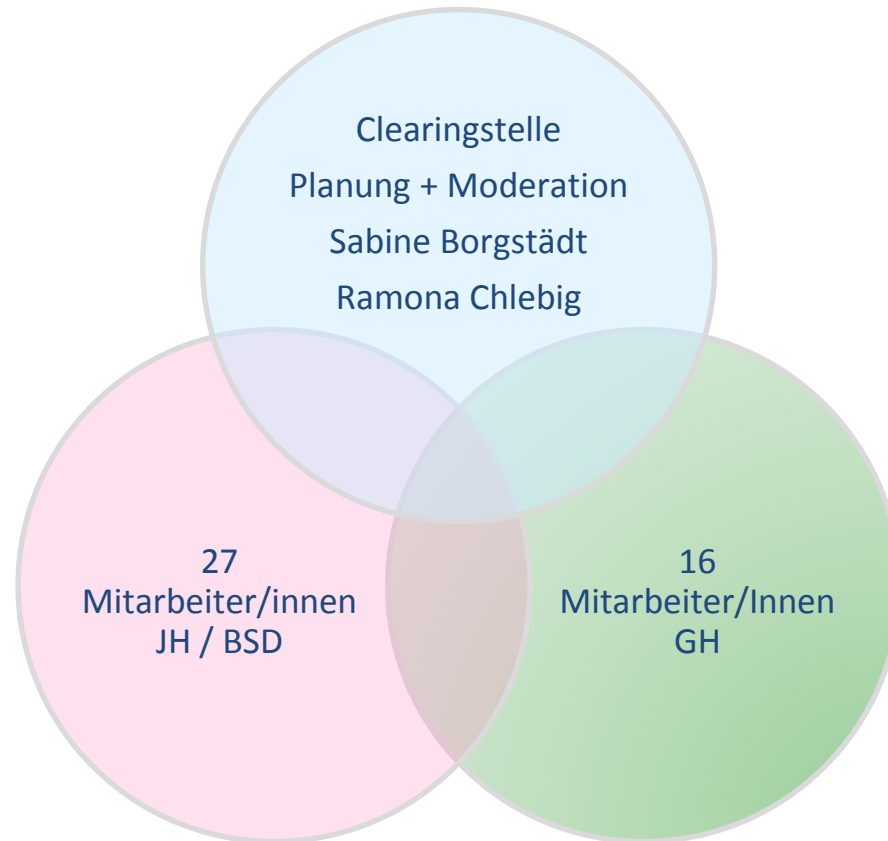 Clearingstelle
Planung + Moderation
Sabine Borgstädt
Ramona Chlebig
27
Mitarbeiter/innen
JH / BSD
16
Mitarbeiter/Innen
GH